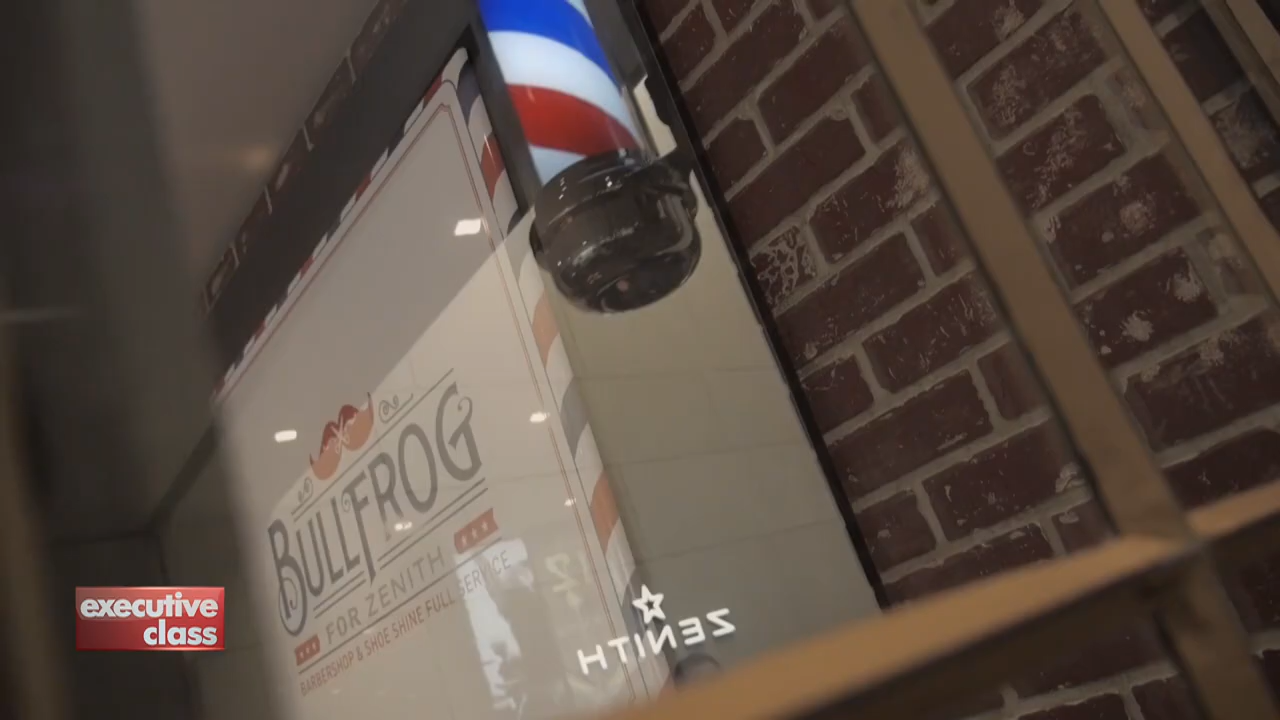 BULLFROG
FOR ZENITH
BARBERSHOP & SHOE SHINE FULL SERVICE
ZENITH
executive
class